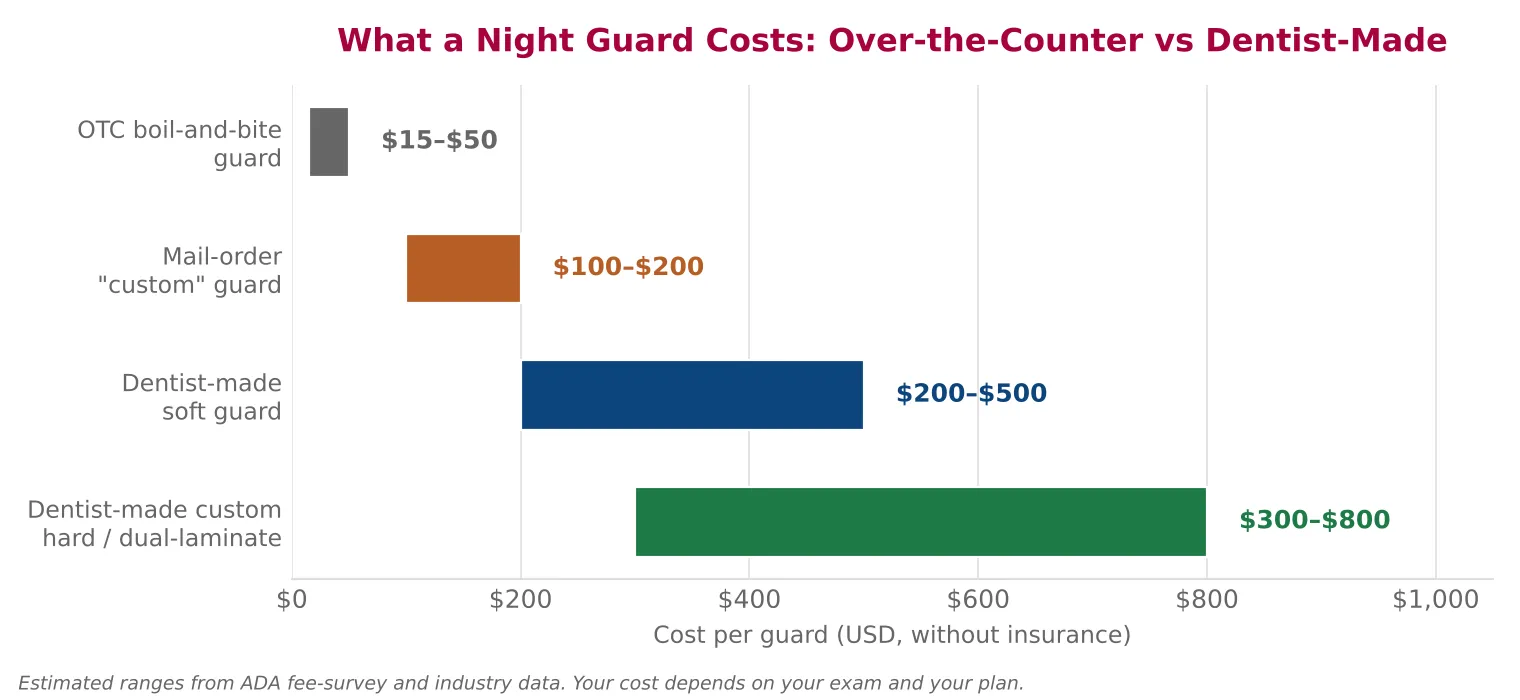 What a Night Guard Costs: Over-the-Counter vs Dentist-Made
OTC boil-and-bite
guard
$15–$50
Mail-order
"custom" guard
$100–$200
Dentist-made
soft guard
$200–$500
Dentist-made custom
hard / dual-laminate
$300–$800
$0 $200 $400 $600 $800 $1,000
Cost per guard (USD, without insurance)
Estimated ranges from ADA fee-survey and industry data. Your cost depends on your exam and your plan.